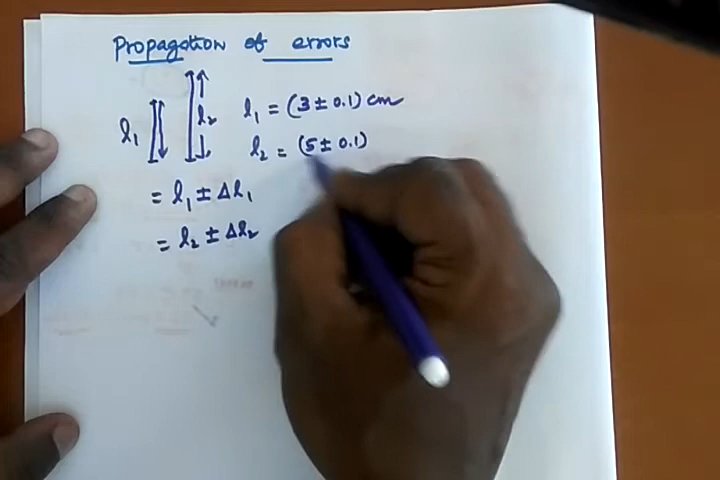 Propagation of errors
l₁ l₂ l₁ = (3 ± 0.1) cm
l₂ = (5 ± 0.1)
= l₁ ± Δl₁
= l₂ ± Δl₂